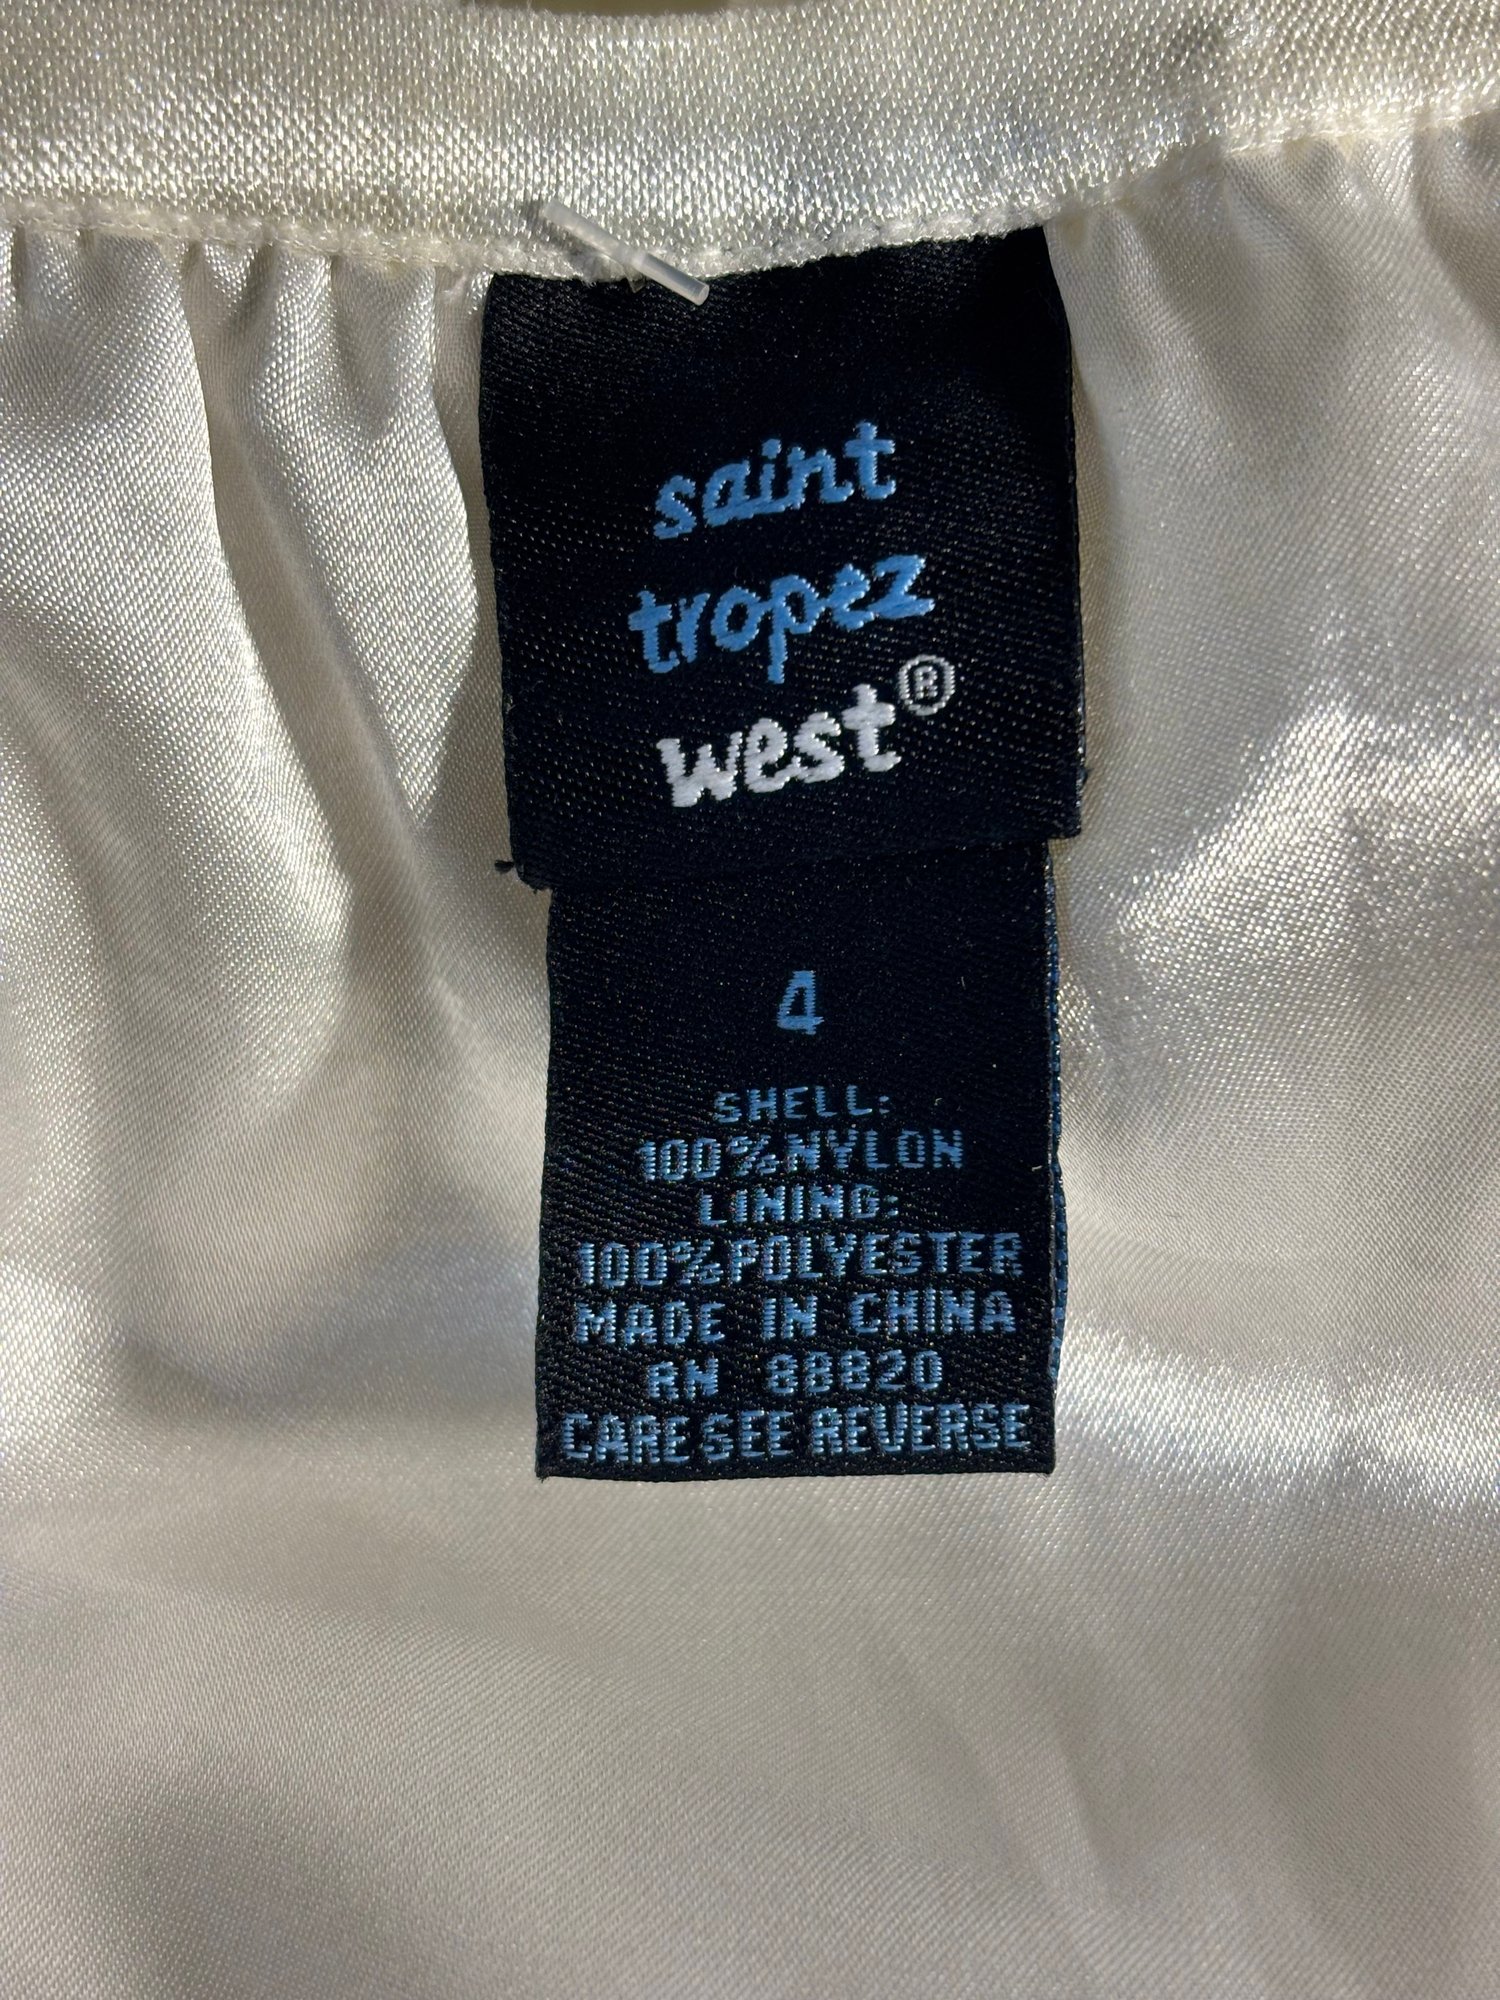 saint
tropez
west®
4
SHELL:
100%NYLON
LINING:
100%POLYESTER
MADE IN CHINA
RN 88820
CARE SEE REVERSE